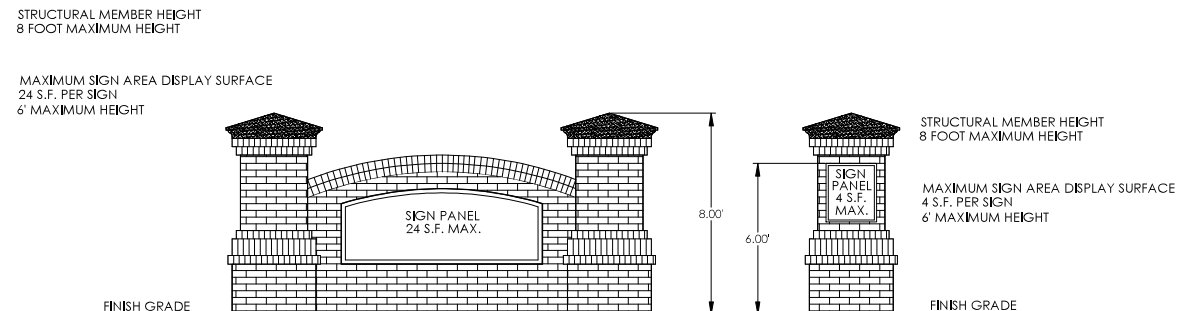 STRUCTURAL MEMBER HEIGHT
8 FOOT MAXIMUM HEIGHT
MAXIMUM SIGN AREA DISPLAY SURFACE
24 S.F. PER SIGN
6' MAXIMUM HEIGHT
SIGN PANEL
24 S.F. MAX.
FINISH GRADE
8.00'
6.00'
SIGN
PANEL
4 S.F.
MAX.
STRUCTURAL MEMBER HEIGHT
8 FOOT MAXIMUM HEIGHT
MAXIMUM SIGN AREA DISPLAY SURFACE
4 S.F. PER SIGN
6' MAXIMUM HEIGHT
FINISH GRADE